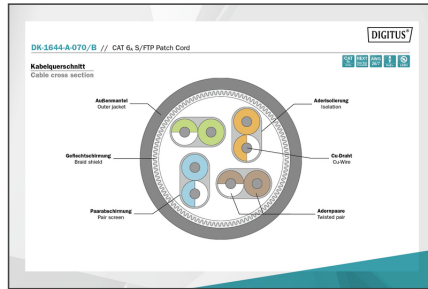 DIGITUS®
DK-1644-A-070/B // CAT 6A S/FTP Patch Cord
Kabelquerschnitt
Cable cross section
Außenmantel
Outer jacket
Aderisolierung
Isolation
Geflechtschirmung
Braid shield
Cu-Draht
Cu-Wire
Paarabschirmung
Pair screen
Adernpaare
Twisted pair